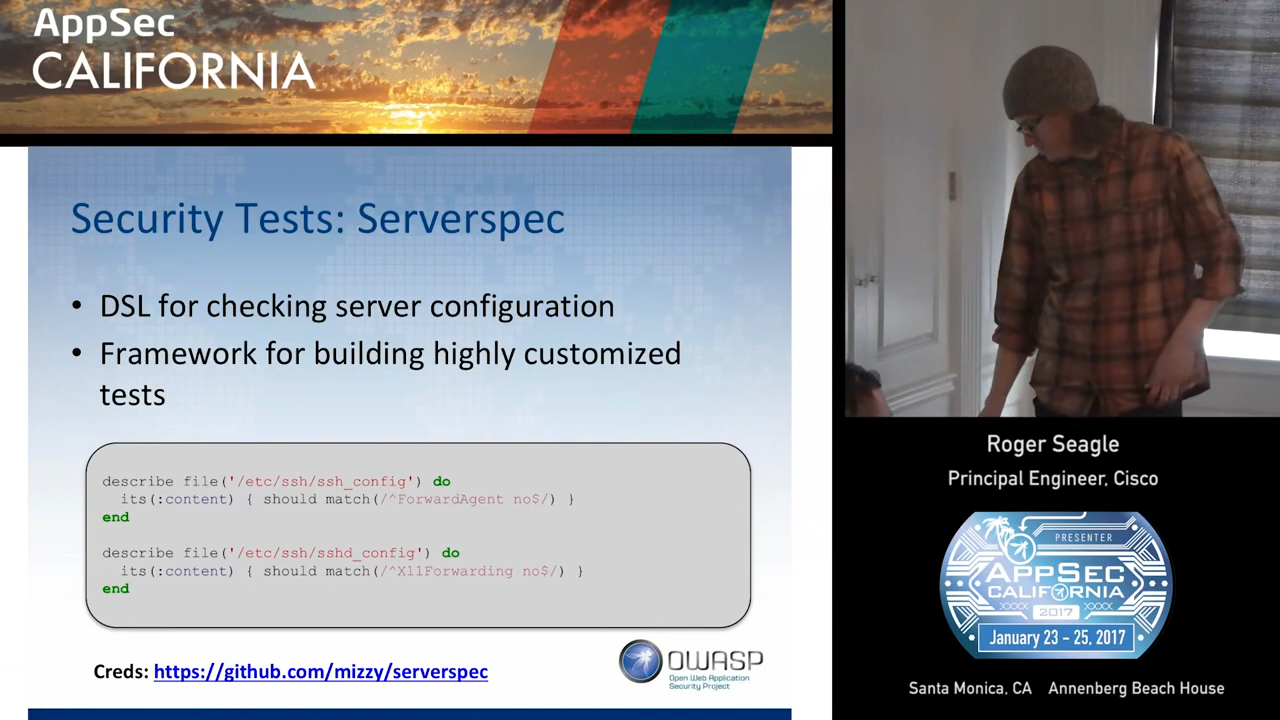 AppSec
CALIFORNIA
Security Tests: Serverspec
• DSL for checking server configuration
• Framework for building highly customized
tests
describe file('/etc/ssh/ssh_config') do
its(:content) { should match(/^ForwardAgent no$/) }
end
describe file('/etc/ssh/sshd_config') do
its(:content) { should match(/^X11Forwarding no$/) }
end
Creds: https://github.com/mizzy/serverspec
OWASP
Open Web Application
Security Project
Roger Seagle
Principal Engineer, Cisco
PRESENTER
APPSEC
CALIFORNIA
2017
January 23 - 25, 2017
Santa Monica, CA Annenberg Beach House